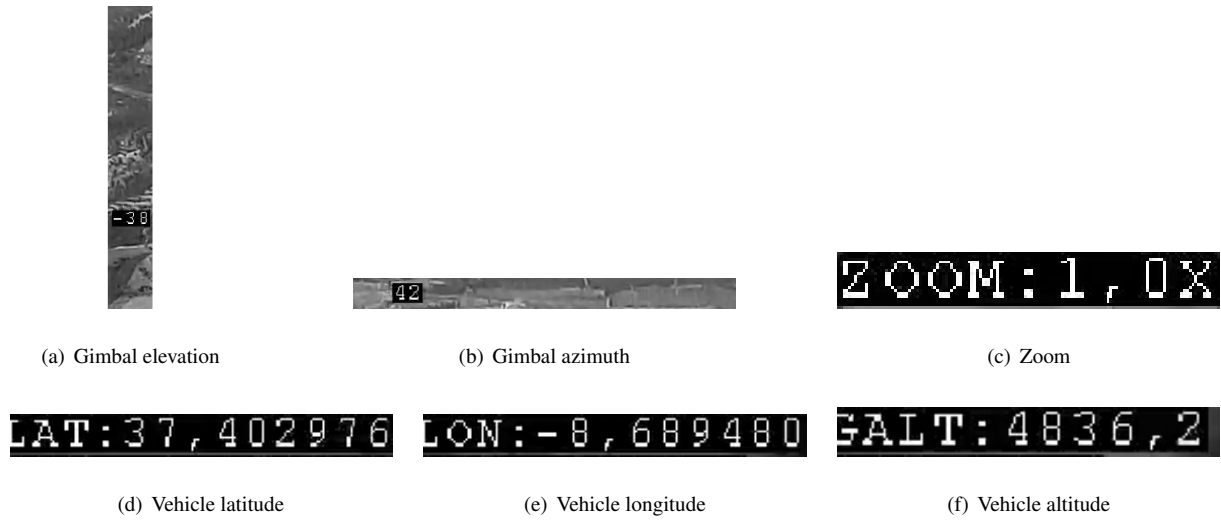 -38
42
ZOOM:1,0X
(a) Gimbal elevation
(b) Gimbal azimuth
(c) Zoom
LAT:37,402976
LON:-8,689480
GALT:4836,2
(d) Vehicle latitude
(e) Vehicle longitude
(f) Vehicle altitude